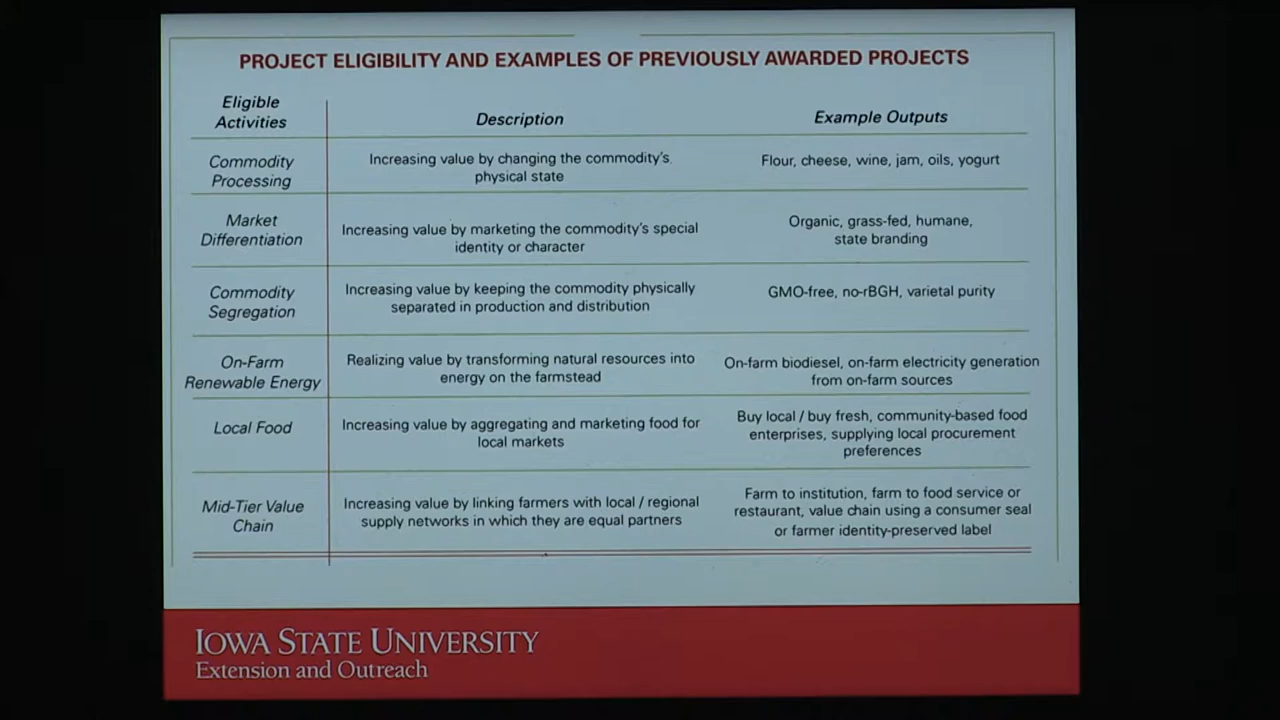 PROJECT ELIGIBILITY AND EXAMPLES OF PREVIOUSLY AWARDED PROJECTS
Eligible
Activities
Description
Example Outputs
Commodity
Processing
Increasing value by changing the commodity's
physical state
Flour, cheese, wine, jam, oils, yogurt
Market
Differentiation
Increasing value by marketing the commodity's special
identity or character
Organic, grass-fed, humane,
state branding
Commodity
Segregation
Increasing value by keeping the commodity physically
separated in production and distribution
GMO-free, no-rBGH, varietal purity
On-Farm
Renewable Energy
Realizing value by transforming natural resources into
energy on the farmstead
On-farm biodiesel, on-farm electricity generation
from on-farm sources
Local Food
Increasing value by aggregating and marketing food for
local markets
Buy local / buy fresh, community-based food
enterprises, supplying local procurement
preferences
Mid-Tier Value
Chain
Increasing value by linking farmers with local / regional
supply networks in which they are equal partners
Farm to institution, farm to food service or
restaurant, value chain using a consumer seal
or farmer identity-preserved label
IOWA STATE UNIVERSITY
Extension and Outreach